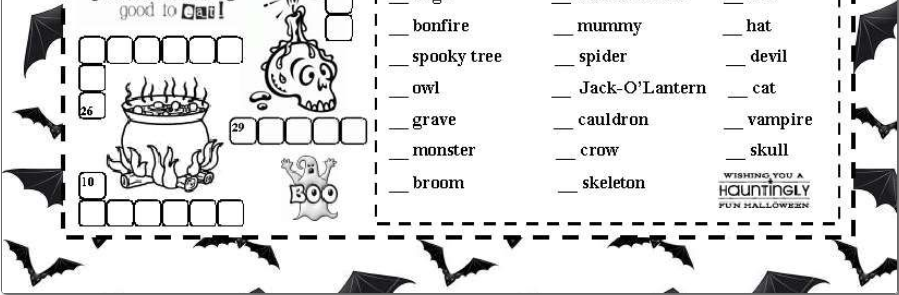 good to eat!
26
29
10
BOO
__ bonfire
__ spooky tree
__ owl
__ grave
__ monster
__ broom
__ mummy
__ spider
__ Jack-O'Lantern
__ cauldron
__ crow
__ skeleton
__ hat
__ devil
__ cat
__ vampire
__ skull
WISHING YOU A
HAUNTINGLY
FUN HALLOWEEN